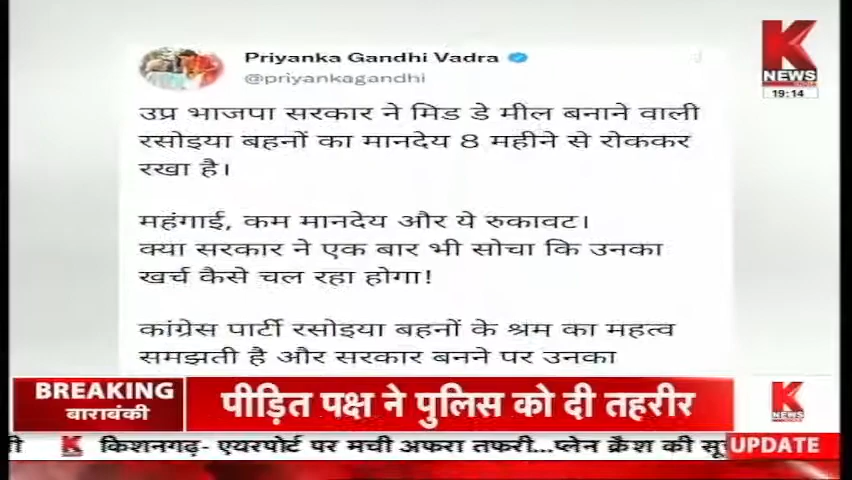 Priyanka Gandhi Vadra
@priyankagandhi
उप्र भाजपा सरकार ने मिड डे मील बनाने वाली
रसोइया बहनों का मानदेय 8 महीने से रोककर
रखा है।
महंगाई, कम मानदेय और ये रुकावट।
क्या सरकार ने एक बार भी सोचा कि उनका
खर्च कैसे चल रहा होगा!
कांग्रेस पार्टी रसोइया बहनों के श्रम का महत्व
समझती है और सरकार बनने पर उनका
K
NEWS
INDIA
19:14
BREAKING
बाराबंकी
पीड़ित पक्ष ने पुलिस को दी तहरीर
K
NEWS
K किशनगढ़- एयरपोर्ट पर मची अफरा तफरी...प्लेन क्रैश की
UPDATE